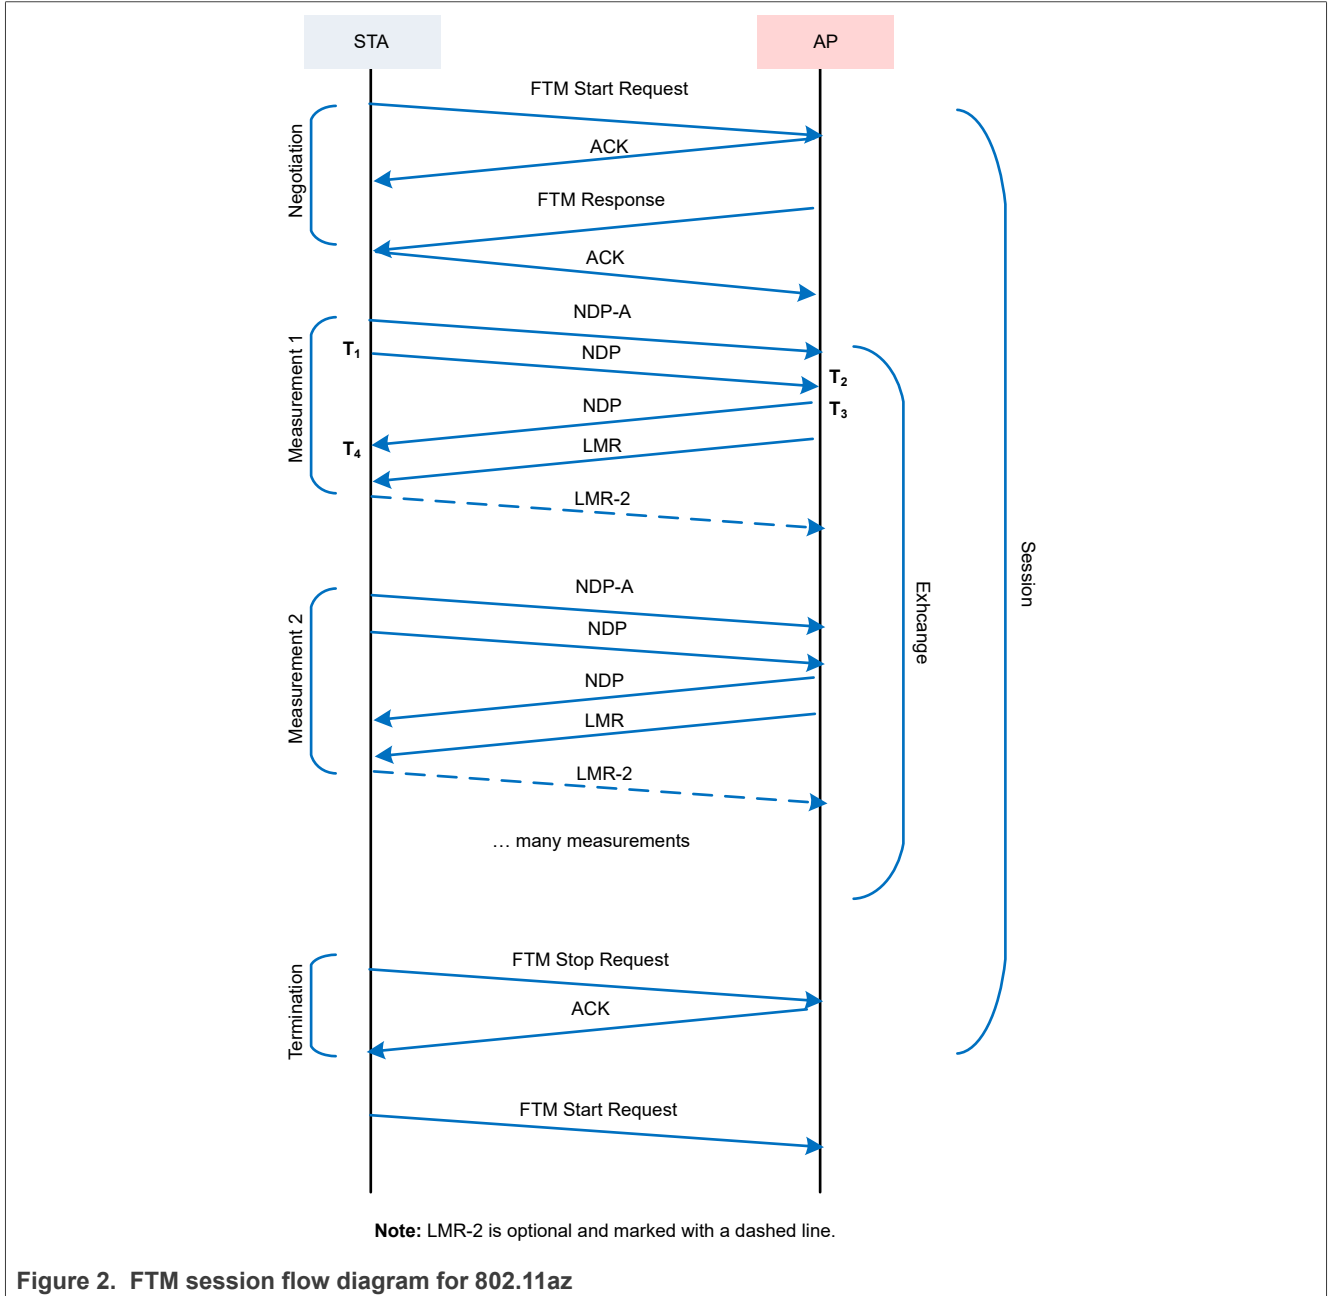 STA
AP
FTM Start Request
ACK
Negotiation
FTM Response
ACK
NDP-A
Measurement 1
T1
NDP
T2
NDP
T3
T4
LMR
LMR-2
Session
Exhcange
NDP-A
Measurement 2
NDP
NDP
LMR
LMR-2
… many measurements
FTM Stop Request
Termination
ACK
FTM Start Request
Note: LMR-2 is optional and marked with a dashed line.
Figure 2. FTM session flow diagram for 802.11az